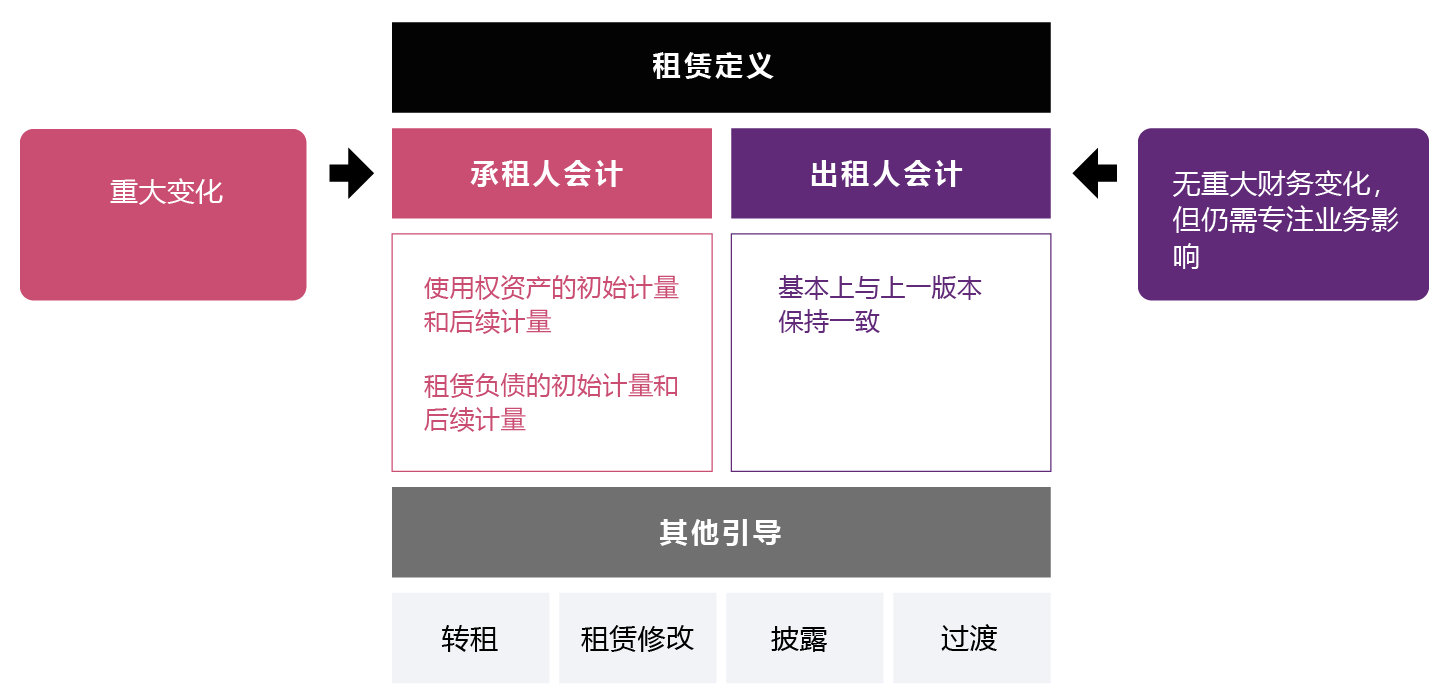 租赁定义
重大变化
承租人会计
出租人会计
无重大财务变化，
但仍需专注业务影
响
使用权资产的初始计量
和后续计量
租赁负债的初始计量和
后续计量
基本上与上一版本
保持一致
其他引导
转租
租赁修改
披露
过渡